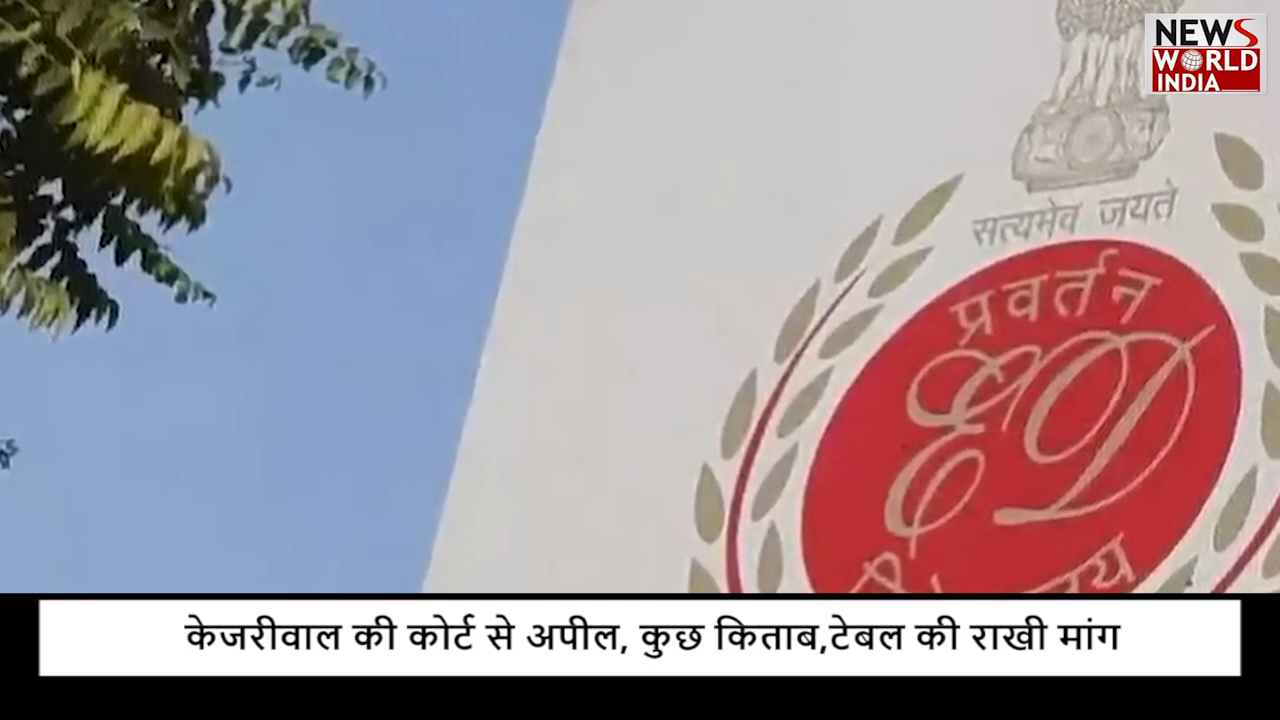 NEWS
WORLD
INDIA
सत्यमेव जयते
प्रवर्तन
ED
केजरीवाल की कोर्ट से अपील, कुछ किताब,टेबल की राखी मांग